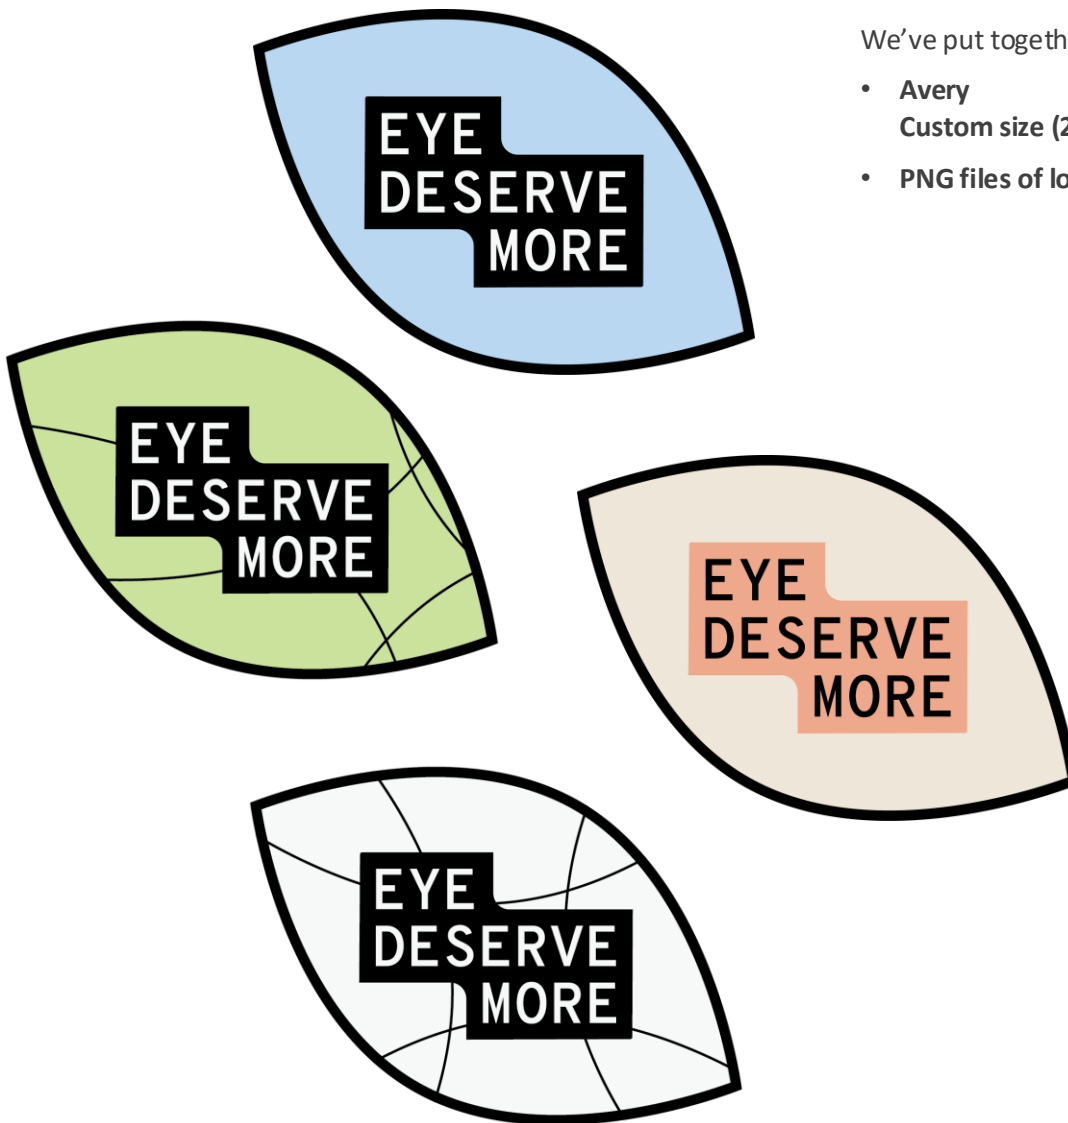 We’ve put togeth
• Avery
Custom size (2
• PNG files of lo
EYE
DESERVE
MORE
EYE
DESERVE
MORE
EYE
DESERVE
MORE
EYE
DESERVE
MORE